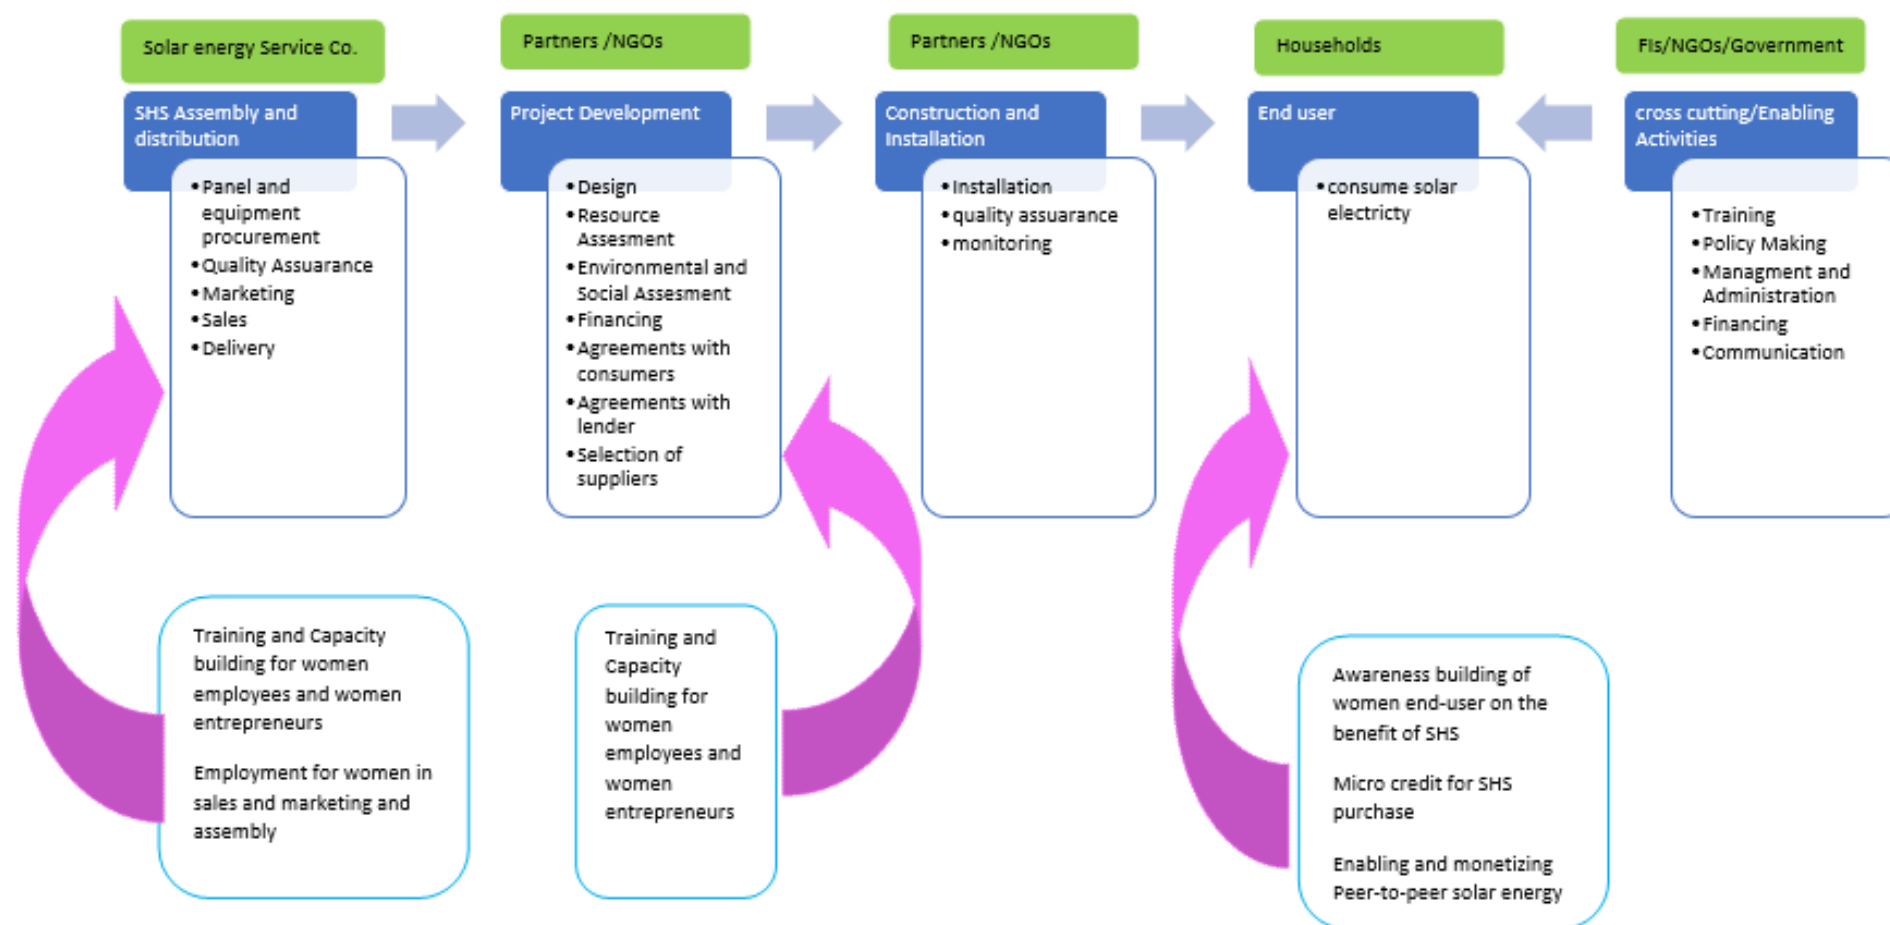 Solar energy Service Co.
Partners /NGOs
Partners /NGOs
Households
FIs/NGOs/Government
SHS Assembly and
distribution
• Panel and
equipment
procurement
• Quality Assuarance
• Marketing
• Sales
• Delivery
Project Development
• Design
• Resource
Assesment
• Environmental and
Social Assesment
• Financing
• Agreements with
consumers
• Agreements with
lender
• Selection of
suppliers
Construction and
Installation
• Installation
• quality assuarance
• monitoring
End user
• consume solar
electricty
cross cutting/Enabling
Activities
• Training
• Policy Making
• Managment and
Administration
• Financing
• Communication
Training and Capacity
building for women
employees and women
entrepreneurs
Employment for women in
sales and marketing and
assembly
Training and
Capacity
building for
women
employees and
women
entrepreneurs
Awareness building of
women end-user on the
benefit of SHS
Micro credit for SHS
purchase
Enabling and monetizing
Peer-to-peer solar energy